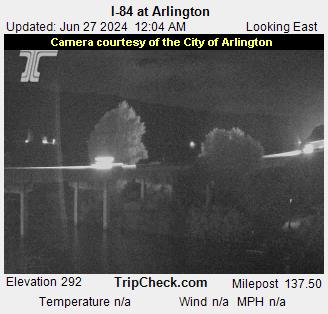 I-84 at Arlington
Updated: Jun 27 2024 12:04 AM Looking East
Camera courtesy of the City of Arlington
Elevation 292 TripCheck.com Milepost 137.50
Temperature n/a Wind n/a MPH n/a